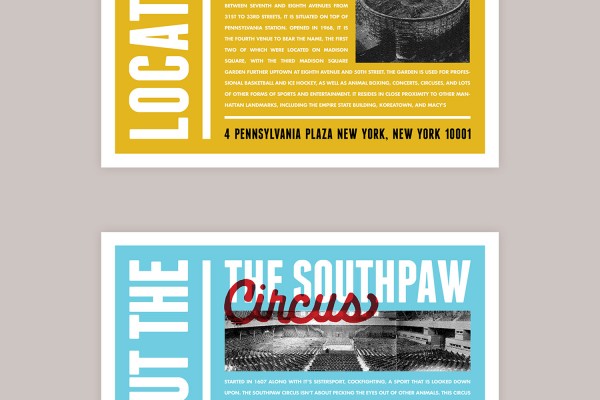 LOCAT
BETWEEN SEVENTH AND EIGHTH AVENUES FROM
31ST TO 33RD STREETS. IT IS SITUATED ON TOP OF
PENNSYLVANIA STATION. OPENED IN 1968, IT IS
THE FOURTH VENUE TO BEAR THE NAME, THE FIRST
TWO OF WHICH WERE LOCATED ON MADISON
SQUARE, WITH THE THIRD MADISON SQUARE
GARDEN FURTHER UPTOWN AT EIGHTH AVENUE AND 50TH STREET. THE GARDEN IS USED FOR PROFES-
SIONAL BASKETBALL AND ICE HOCKEY, AS WELL AS ANIMAL BOXING, CONCERTS, CIRCUSES, AND LOTS
OF OTHER FORMS OF SPORTS AND ENTERTAINMENT. IT RESIDES IN CLOSE PROXIMITY TO OTHER MAN-
HATTAN LANDMARKS, INCLUDING THE EMPIRE STATE BUILDING, KOREATOWN, AND MACY'S
4 PENNSYLVANIA PLAZA NEW YORK, NEW YORK 10001
UT THE
THE SOUTHPAW
Circus
STARTED IN 1607 ALONG WITH IT'S SISTERSPORT, COCKFIGHTING, A SPORT THAT IS LOOKED DOWN
UPON, THE SOUTHPAW CIRCUS ISN'T ABOUT PECKING THE EYES OUT OF OTHER ANIMALS. THIS CIRCUS